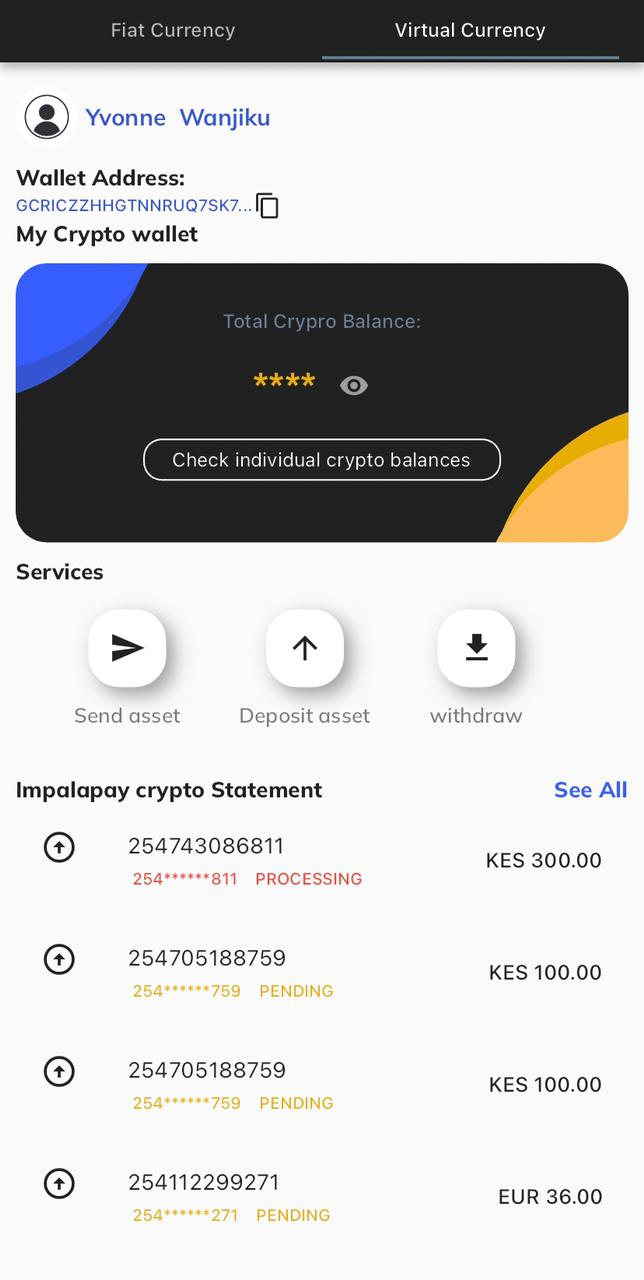 Fiat Currency Virtual Currency
Yvonne Wanjiku
Wallet Address:
GCRICZZHHGTNNRUQ7SK7...
My Crypto wallet
Total Crypro Balance:
****
Check individual crypto balances
Services
Send asset Deposit asset withdraw
Impalapay crypto Statement See All
254743086811
KES 300.00
254******811 PROCESSING
254705188759
KES 100.00
254******759 PENDING
254705188759
KES 100.00
254******759 PENDING
254112299271
EUR 36.00
254******271 PENDING